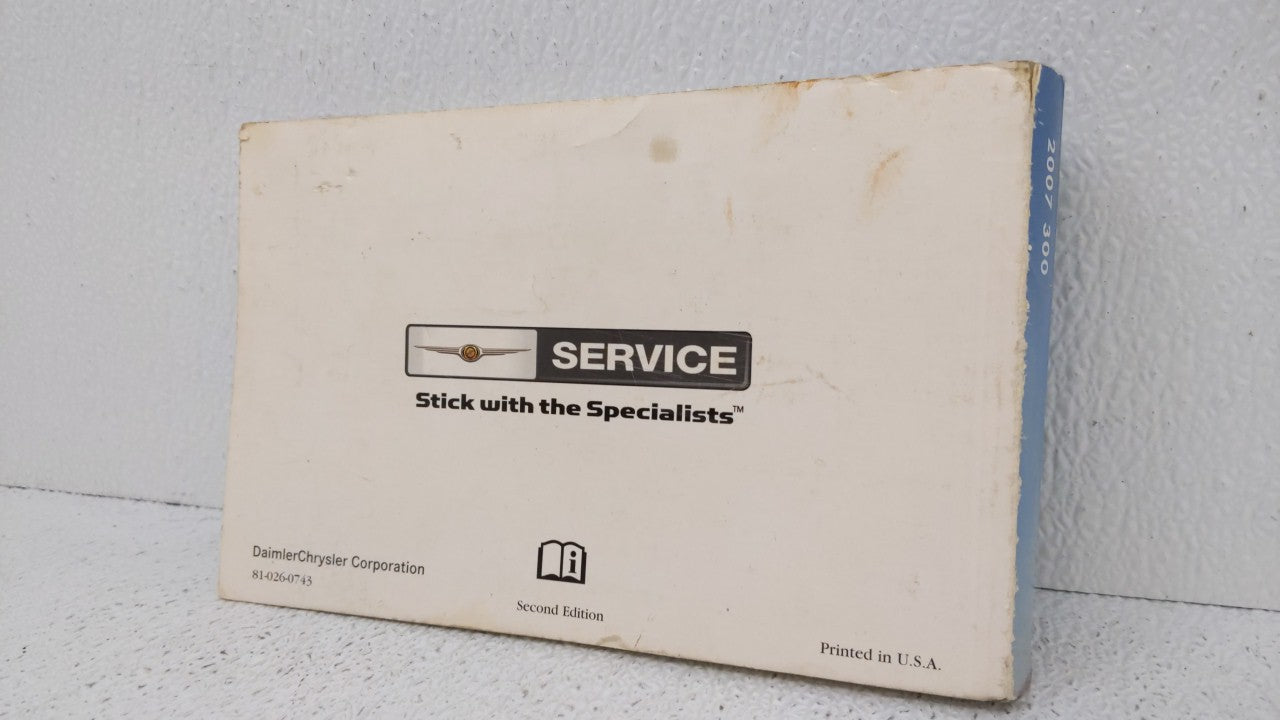 SERVICE
Stick with the Specialists™
DaimlerChrysler Corporation
81-026-0743
Second Edition
Printed in U.S.A.
2007 300